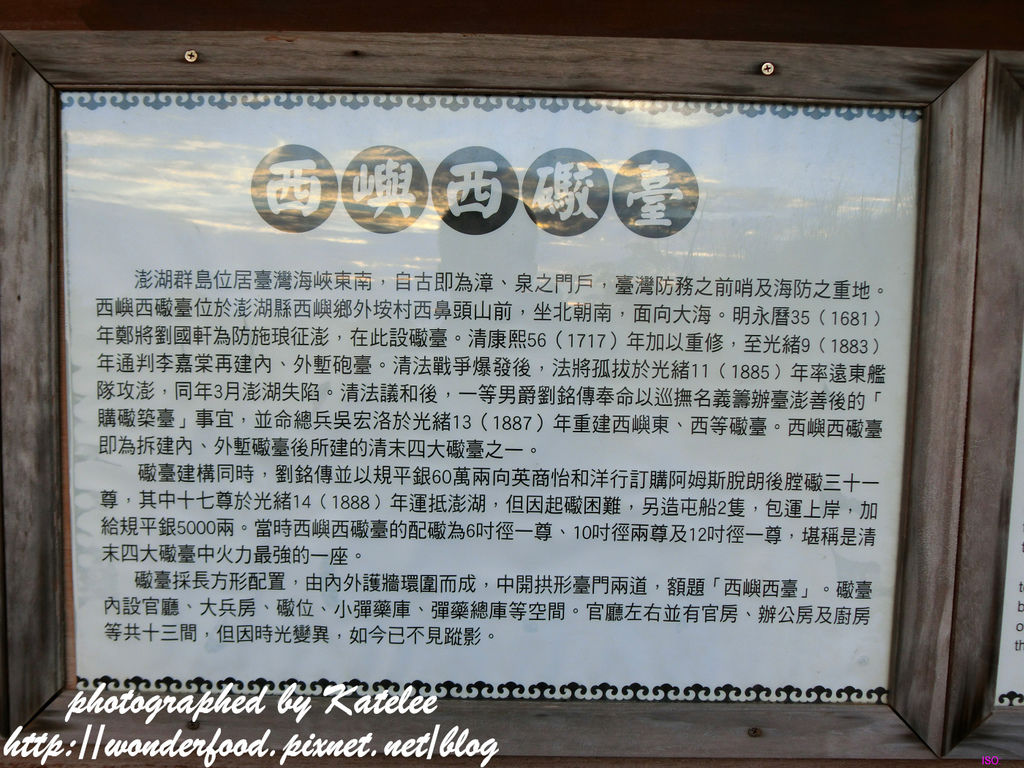 西嶼西礮臺
澎湖群島位居臺灣海峽東南，自古即為漳、泉之門戶，臺灣防務之前哨及海防之重地。
西嶼西礮臺位於澎湖縣西嶼鄉外垵村西鼻頭山前，坐北朝南，面向大海。明永曆35（1681）
年鄭將劉國軒為防施琅征澎，在此設礮臺。清康熙56（1717）年加以重修，至光緒9（1883）
年通判李嘉棠再建內、外塹砲臺。清法戰爭爆發後，法將孤拔於光緒11（1885）年率遠東艦
隊攻澎，同年3月澎湖失陷。清法議和後，一等男爵劉銘傳奉命以巡撫名義籌辦臺澎善後的「
購礮築臺」事宜，並命總兵吳宏洛於光緒13（1887）年重建西嶼東、西等礮臺。西嶼西礮臺
即為拆建內、外塹礮臺後所建的清末四大礮臺之一。
礮臺建構同時，劉銘傳並以規平銀60萬兩向英商怡和洋行訂購阿姆斯脫朗後膛礮三十一
尊，其中十七尊於光緒14（1888）年運抵澎湖，但因起礮困難，另造屯船2隻，包運上岸，加
給規平銀5000兩。當時西嶼西礮臺的配礮為6吋徑一尊、10吋徑兩尊及12吋徑一尊，堪稱是清
末四大礮臺中火力最強的一座。
礮臺採長方形配置，由內外護牆環圍而成，中開拱形臺門兩道，額題「西嶼西臺」。礮臺
內設官廳、大兵房、礮位、小彈藥庫、彈藥總庫等空間。官廳左右並有官房、辦公房及廚房
等共十三間，但因時光變異，如今已不見蹤影。
photographed by Katelee
http://wonderfood.pixnet.net/blog
ISO